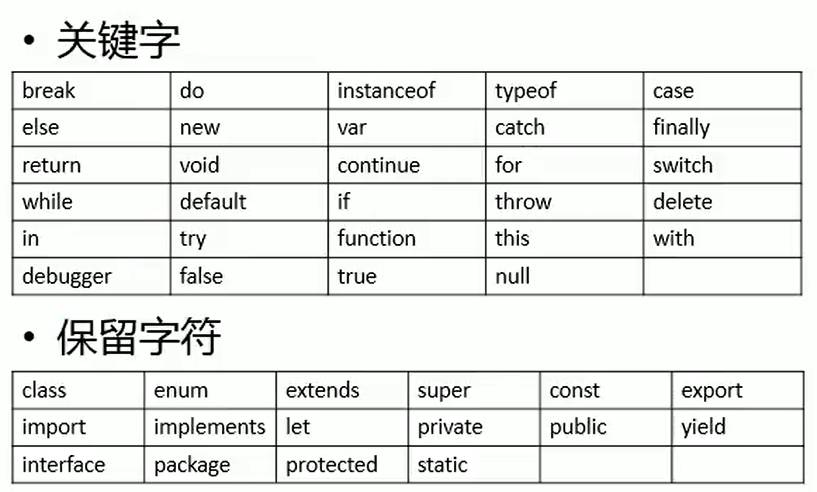 • 关键字
break do instanceof typeof case
else new var catch finally
return void continue for switch
while default if throw delete
in try function this with
debugger false true null
• 保留字符
class enum extends super const export
import implements let private public yield
interface package protected static